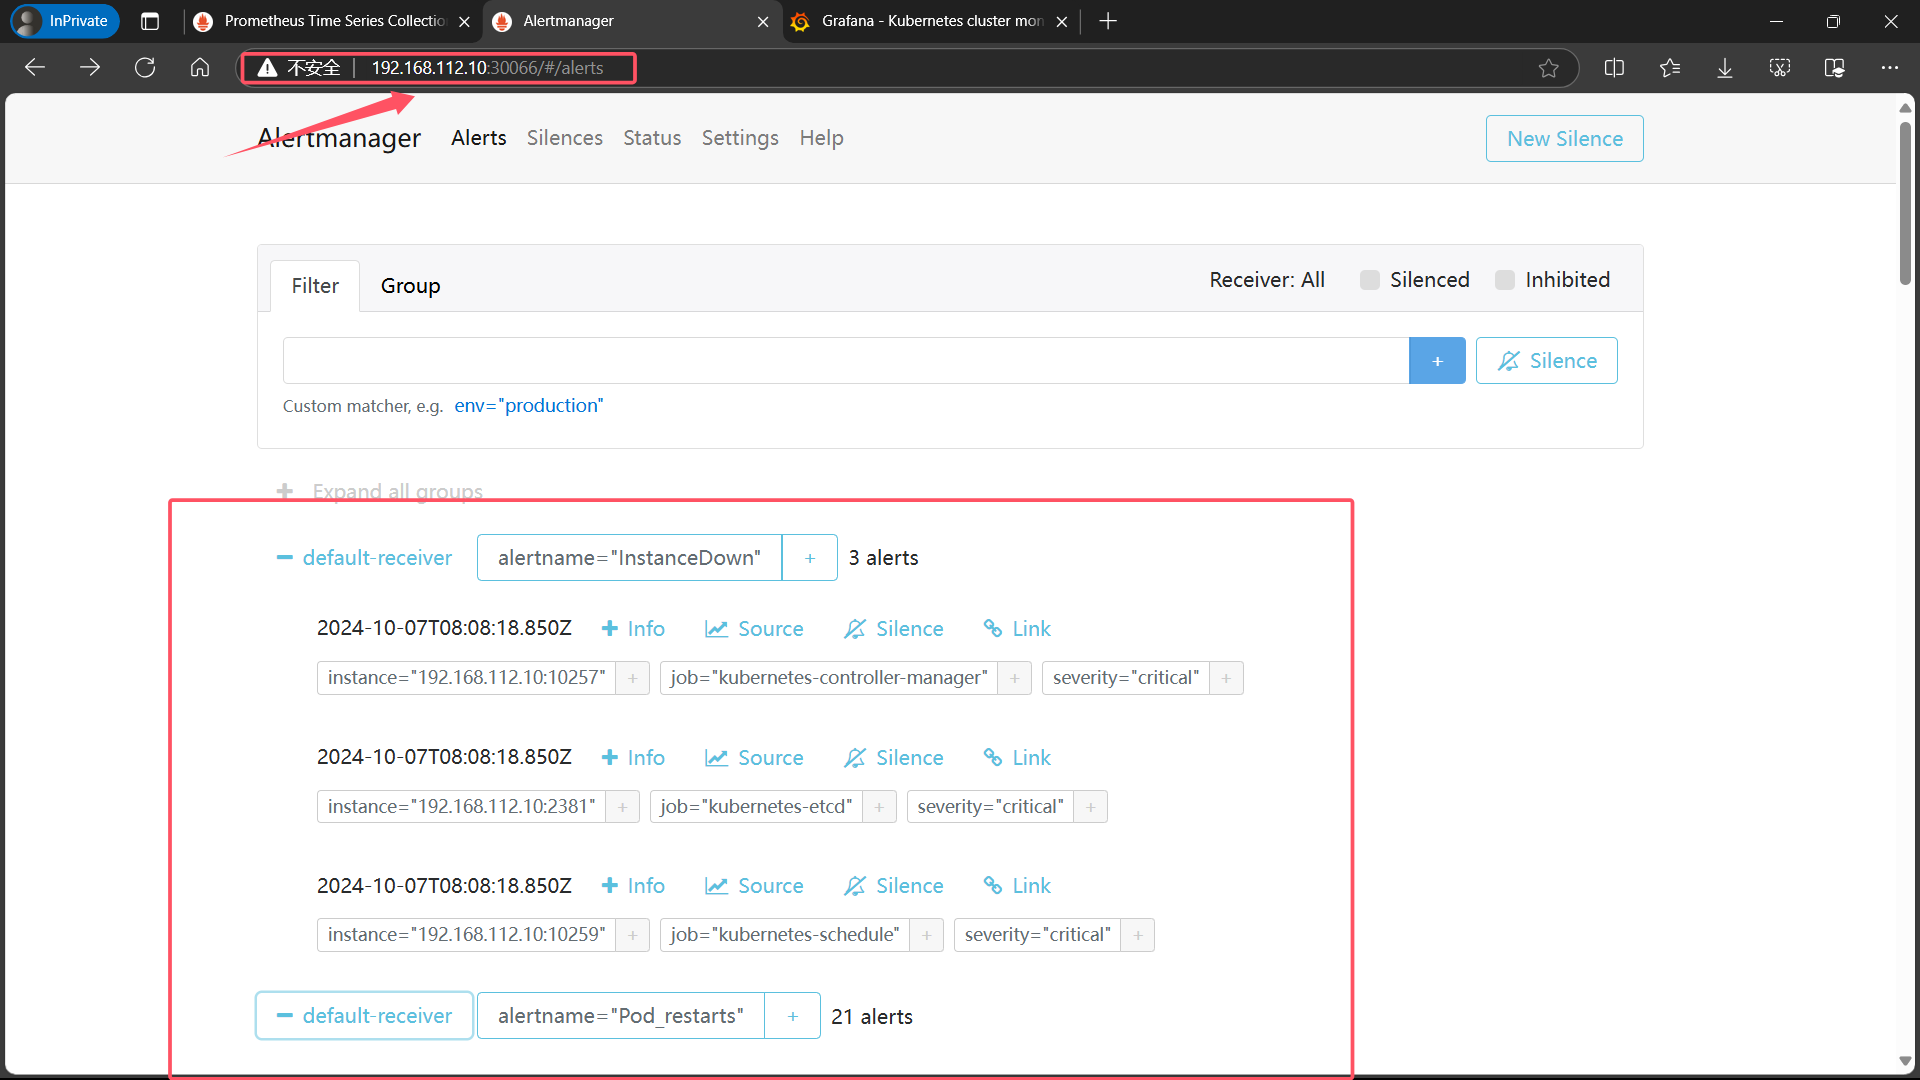 InPrivate
Prometheus Time Series Collectio
Alertmanager
Grafana - Kubernetes cluster mon
不安全 | 192.168.112.10:30066/#/alerts
Alertmanager Alerts Silences Status Settings Help New Silence
Filter Group Receiver: All Silenced Inhibited
+ Silence
Custom matcher, e.g. env="production"
+ Expand all groups
default-receiver alertname="InstanceDown" + 3 alerts
2024-10-07T08:08:18.850Z + Info Source Silence Link
instance="192.168.112.10:10257" + job="kubernetes-controller-manager" + severity="critical" +
2024-10-07T08:08:18.850Z + Info Source Silence Link
instance="192.168.112.10:2381" + job="kubernetes-etcd" + severity="critical" +
2024-10-07T08:08:18.850Z + Info Source Silence Link
instance="192.168.112.10:10259" + job="kubernetes-schedule" + severity="critical" +
default-receiver alertname="Pod_restarts" + 21 alerts